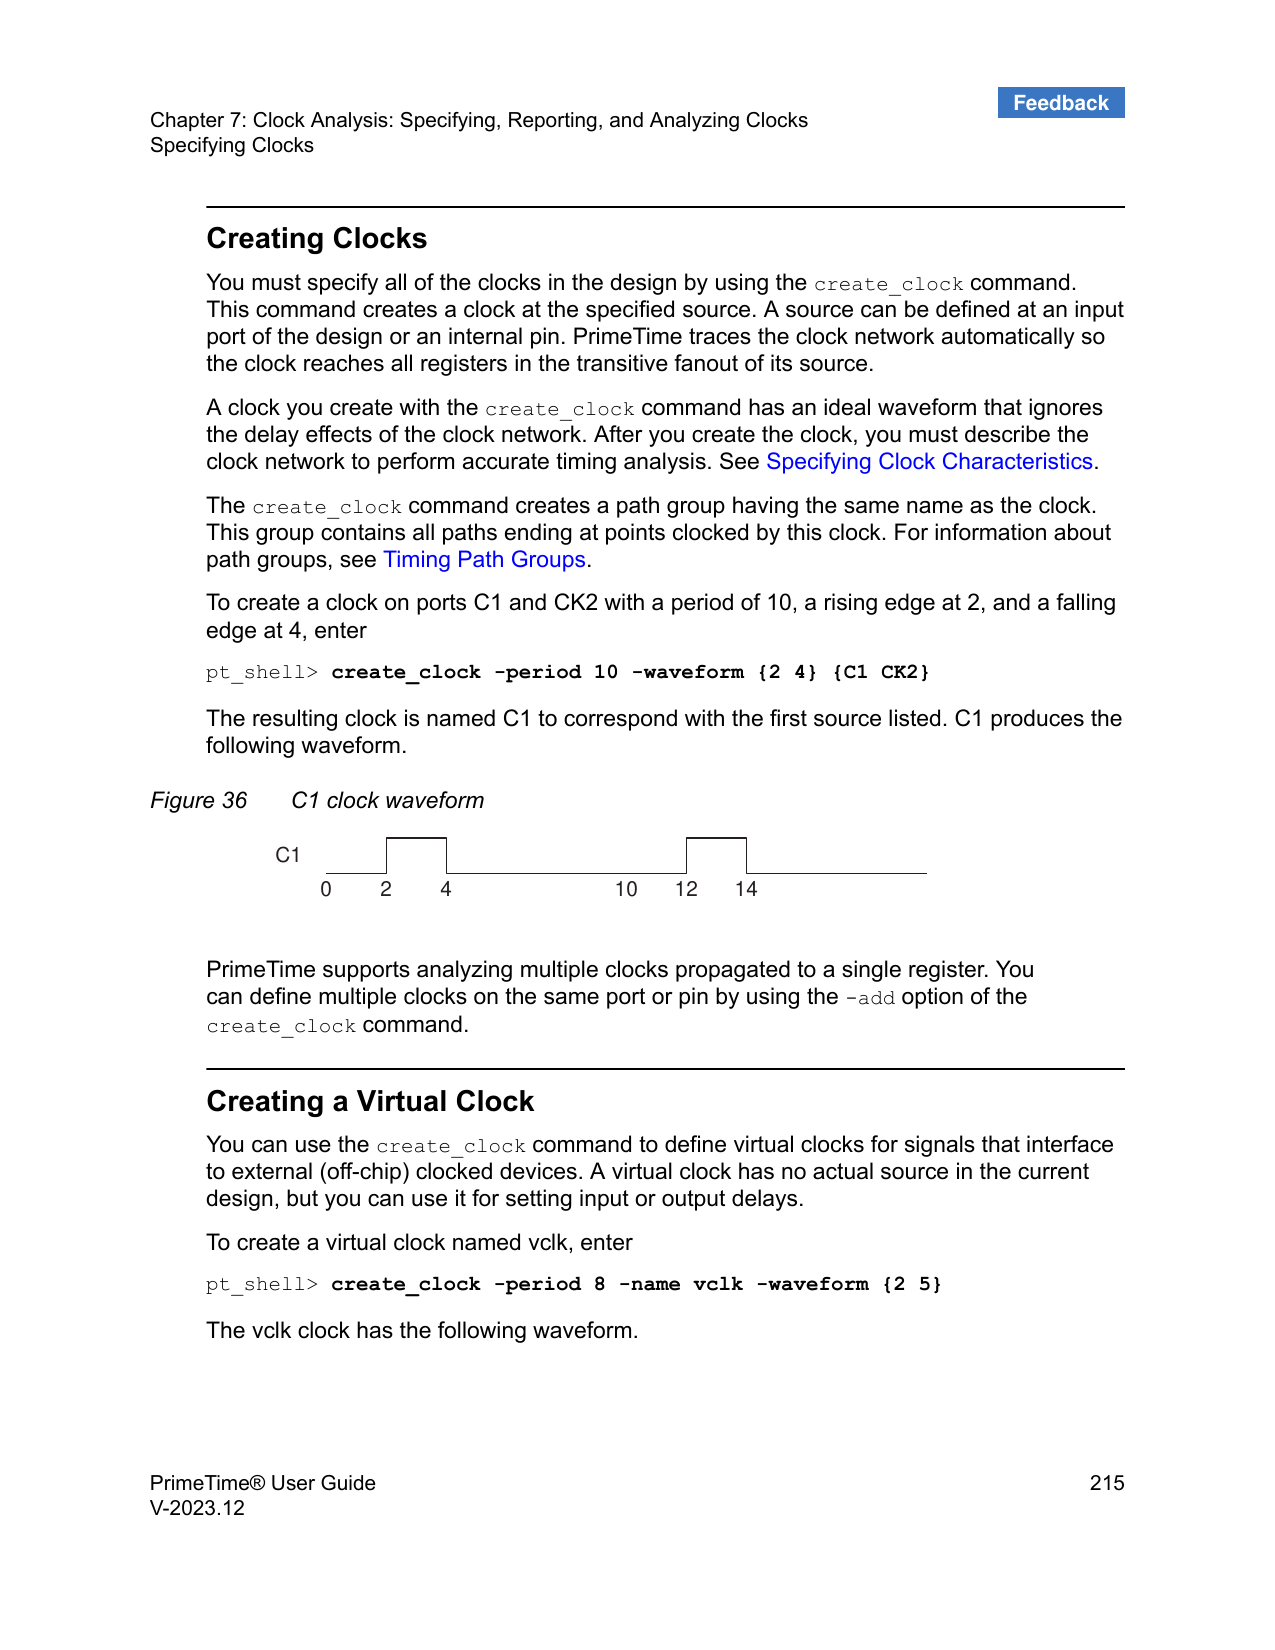 Feedback
Chapter 7: Clock Analysis: Specifying, Reporting, and Analyzing Clocks
Specifying Clocks
Creating Clocks
You must specify all of the clocks in the design by using the create_clock command.
This command creates a clock at the specified source. A source can be defined at an input
port of the design or an internal pin. PrimeTime traces the clock network automatically so
the clock reaches all registers in the transitive fanout of its source.
A clock you create with the create_clock command has an ideal waveform that ignores
the delay effects of the clock network. After you create the clock, you must describe the
clock network to perform accurate timing analysis. See Specifying Clock Characteristics.
The create_clock command creates a path group having the same name as the clock.
This group contains all paths ending at points clocked by this clock. For information about
path groups, see Timing Path Groups.
To create a clock on ports C1 and CK2 with a period of 10, a rising edge at 2, and a falling
edge at 4, enter
pt_shell> create_clock -period 10 -waveform {2 4} {C1 CK2}
The resulting clock is named C1 to correspond with the first source listed. C1 produces the
following waveform.
Figure 36 C1 clock waveform
C1
0 2 4 10 12 14
PrimeTime supports analyzing multiple clocks propagated to a single register. You
can define multiple clocks on the same port or pin by using the -add option of the
create_clock command.
Creating a Virtual Clock
You can use the create_clock command to define virtual clocks for signals that interface
to external (off-chip) clocked devices. A virtual clock has no actual source in the current
design, but you can use it for setting input or output delays.
To create a virtual clock named vclk, enter
pt_shell> create_clock -period 8 -name vclk -waveform {2 5}
The vclk clock has the following waveform.
PrimeTime® User Guide 215
V-2023.12